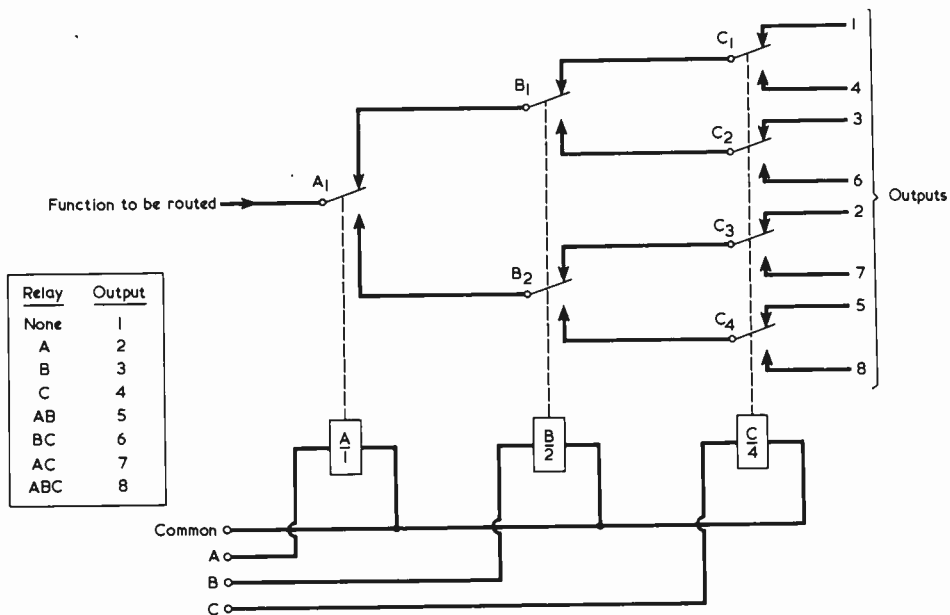 C1
1
4
B1
C2
3
6
A1
Function to be routed
Outputs
C3
2
7
B2
C4
5
8
Relay Output
None 1
A 2
B 3
C 4
AB 5
BC 6
AC 7
ABC 8
A/1
B/2
C/4
Common
A
B
C